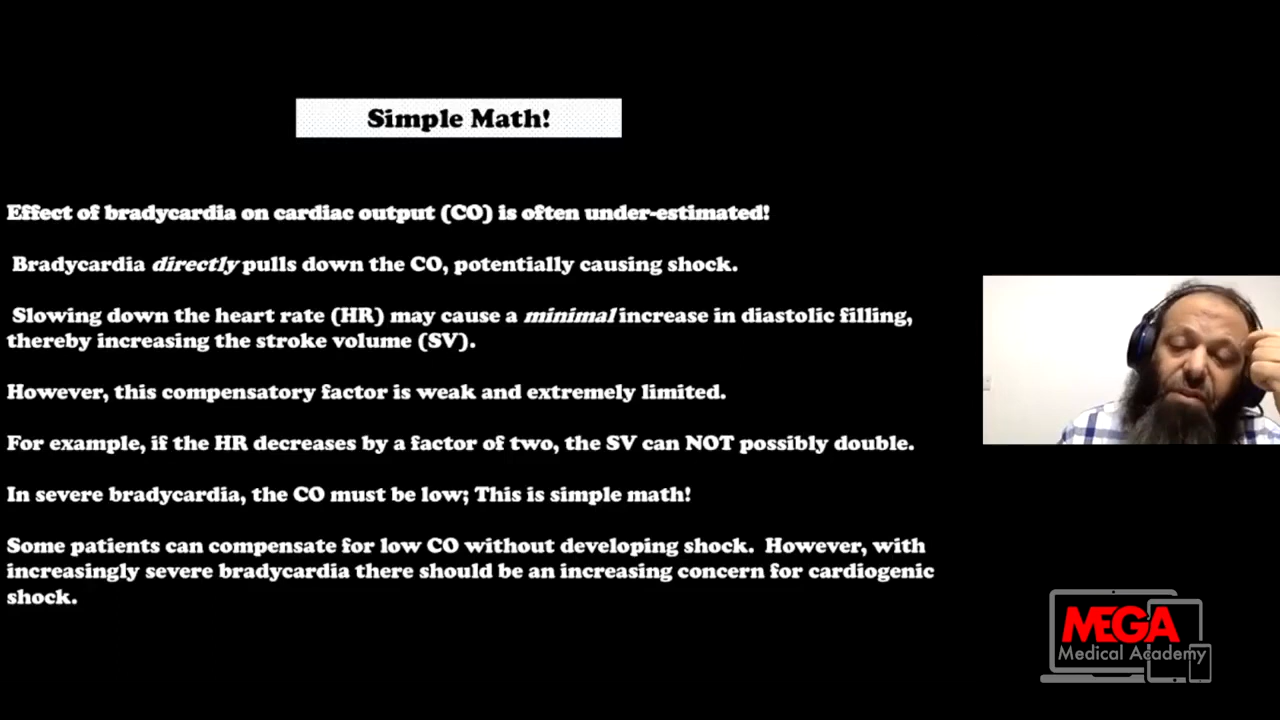 Simple Math!
Effect of bradycardia on cardiac output (CO) is often under-estimated!
Bradycardia directly pulls down the CO, potentially causing shock.
Slowing down the heart rate (HR) may cause a minimal increase in diastolic filling,
thereby increasing the stroke volume (SV).
However, this compensatory factor is weak and extremely limited.
For example, if the HR decreases by a factor of two, the SV can NOT possibly double.
In severe bradycardia, the CO must be low; This is simple math!
Some patients can compensate for low CO without developing shock. However, with
increasingly severe bradycardia there should be an increasing concern for cardiogenic
shock.
MEGA
Medical Academy